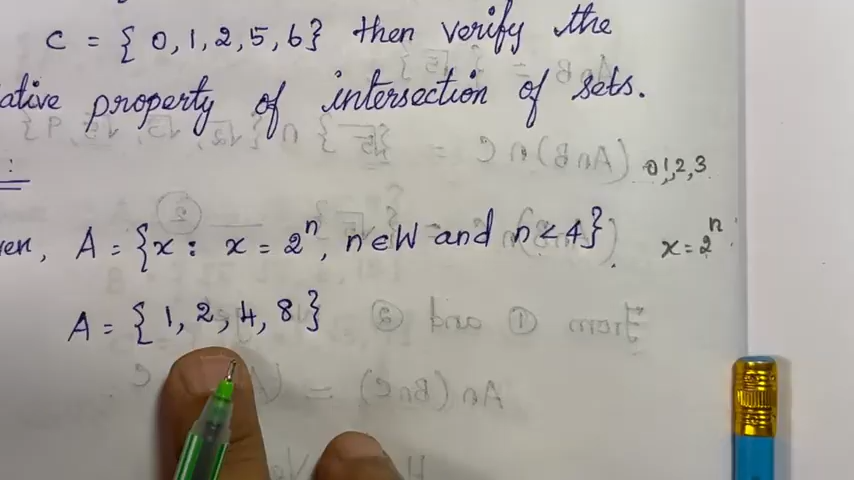 C = { 0, 1, 2, 5, 6} then verify the
ative property of intersection of sets.
:
0 1, 2, 3
en, A = {x : x = 2ⁿ, n ∈ W and n < 4}.
x = 2ⁿ
A = { 1, 2, 4, 8 }